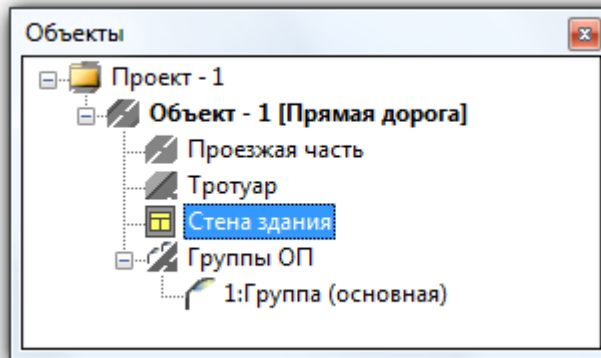 Объекты
Проект - 1
Объект - 1 [Прямая дорога]
Проезжая часть
Тротуар
Стена здания
Группы ОП
1:Группа (основная)